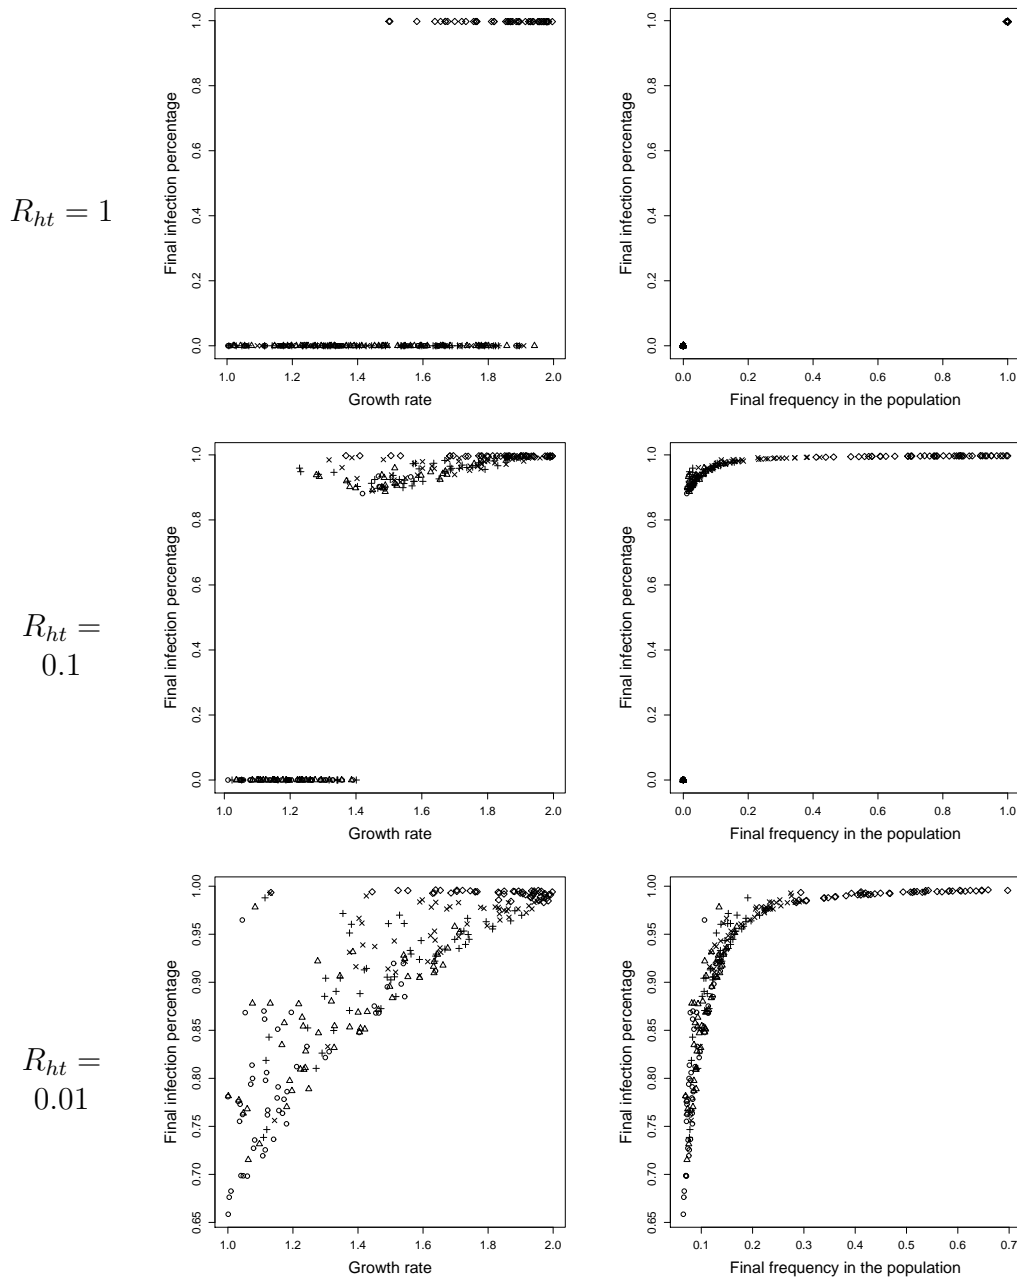 R_{ht} = 1
Final infection percentage
1.0
0.8
0.6
0.4
0.2
0.0
1.0 1.2 1.4 1.6 1.8 2.0
Growth rate
Final infection percentage
1.0
0.8
0.6
0.4
0.2
0.0
0.0 0.2 0.4 0.6 0.8 1.0
Final frequency in the population
R_{ht} =
0.1
Final infection percentage
1.0
0.8
0.6
0.4
0.2
0.0
1.0 1.2 1.4 1.6 1.8 2.0
Growth rate
Final infection percentage
1.0
0.8
0.6
0.4
0.2
0.0
0.0 0.2 0.4 0.6 0.8 1.0
Final frequency in the population
R_{ht} =
0.01
Final infection percentage
1.00
0.95
0.90
0.85
0.80
0.75
0.70
0.65
1.0 1.2 1.4 1.6 1.8 2.0
Growth rate
Final infection percentage
1.00
0.95
0.90
0.85
0.80
0.75
0.70
0.65
0.1 0.2 0.3 0.4 0.5 0.6 0.7
Final frequency in the population